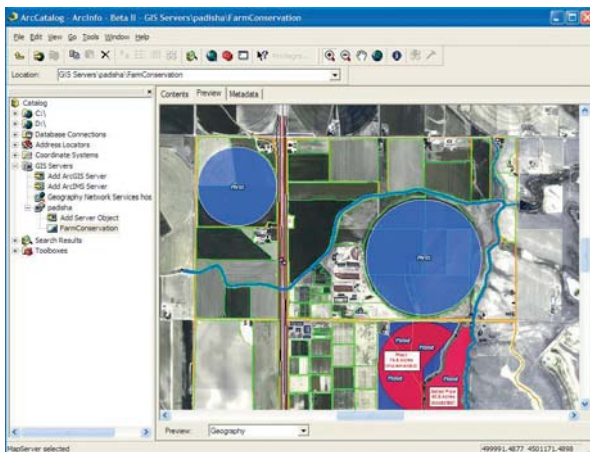 ArcCatalog - ArcInfo - Beta II - GIS Servers\padisha\FarmConservation
File Edit View Go Tools Window Help
Location: GIS Servers\padisha\FarmConservation
Catalog
C:\
D:\
Database Connections
Address Locators
Coordinate Systems
GIS Servers
Add ArcGIS Server
Add ArcIMS Server
Geography Network Services hos
padisha
Add Server Object
FarmConservation
Search Results
Toolboxes
Contents Preview Metadata
Preview: Geography
MapServer selected
499991.4877 4501171.4898